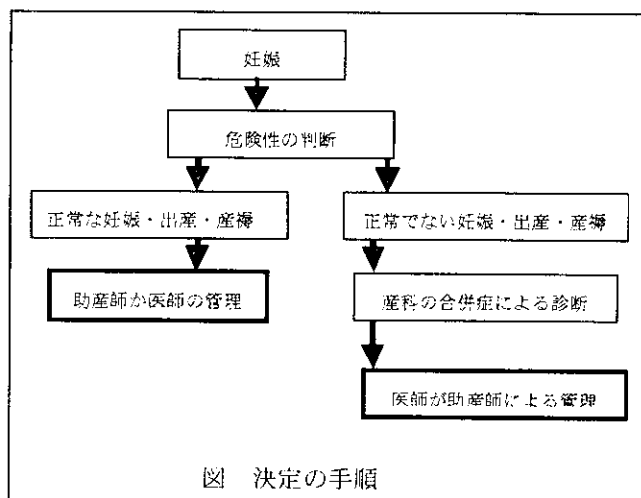 妊娠
危険性の判断
正常な妊娠・出産・産褥
正常でない妊娠・出産・産褥
助産師か医師の管理
産科の合併症による診断
医師が助産師による管理
図 決定の手順